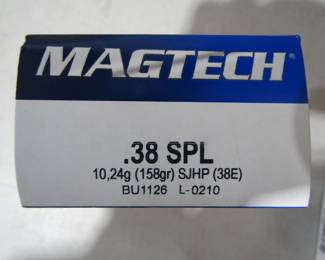 MAGTECH
.38 SPL
10,24g (158gr) SJHP (38E)
BU1126 L-0210